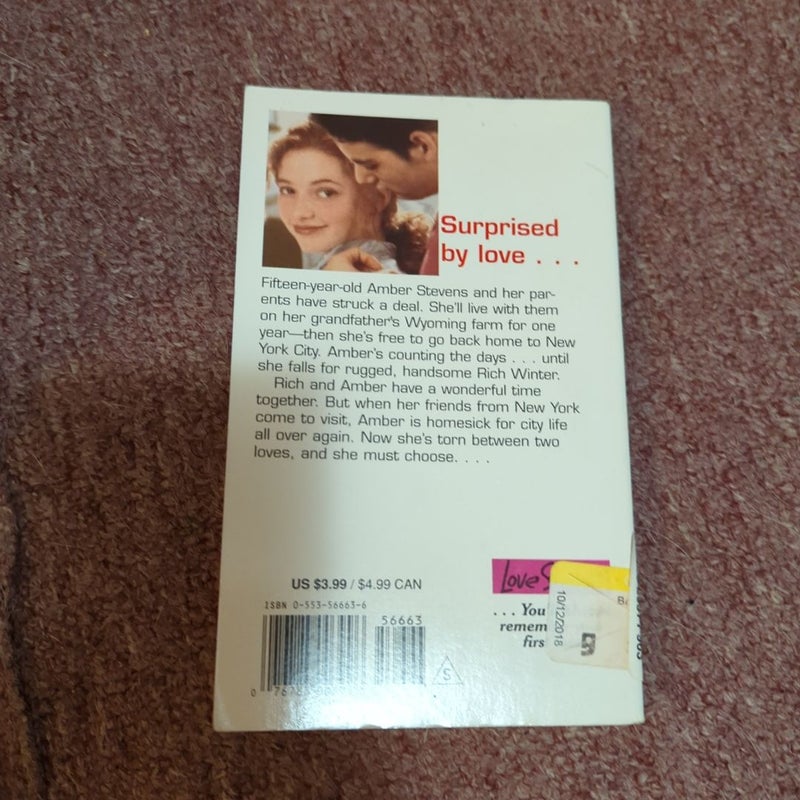 Surprised
by love . . .
Fifteen-year-old Amber Stevens and her par-
ents have struck a deal. She'll live with them
on her grandfather's Wyoming farm for one
year—then she's free to go back home to New
York City. Amber's counting the days . . . until
she falls for rugged, handsome Rich Winter.
Rich and Amber have a wonderful time
together. But when her friends from New York
come to visit, Amber is homesick for city life
all over again. Now she's torn between two
loves, and she must choose. . . .
US $3.99 / $4.99 CAN
ISBN 0-553-56663-6
56663
0
S
Love S
. . . You
remem
firs
10/12/2018